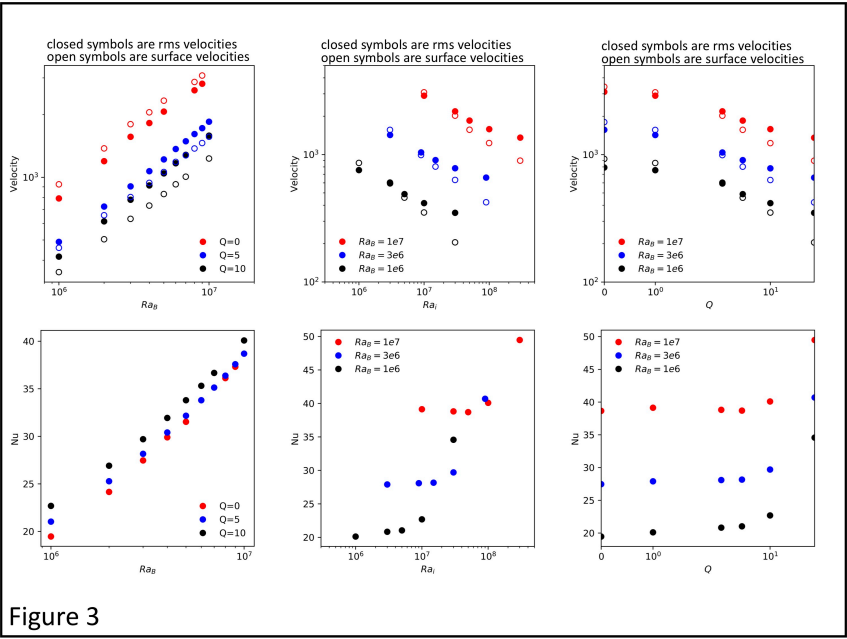 closed symbols are rms velocities
open symbols are surface velocities
Velocity
10³
Q=0
Q=5
Q=10
10⁶
10⁷
Ra_B
closed symbols are rms velocities
open symbols are surface velocities
Velocity
10³
10²
Ra_B = 1e7
Ra_B = 3e6
Ra_B = 1e6
10⁶
10⁷
10⁸
Ra_i
closed symbols are rms velocities
open symbols are surface velocities
Velocity
10³
10²
Ra_B = 1e7
Ra_B = 3e6
Ra_B = 1e6
0
10⁰
10¹
Q
Nu
40
35
30
25
20
Q=0
Q=5
Q=10
10⁶
10⁷
Ra_B
Nu
50
45
40
35
30
25
20
Ra_B = 1e7
Ra_B = 3e6
Ra_B = 1e6
10⁶
10⁷
10⁸
Ra_i
Nu
50
45
40
35
30
25
20
Ra_B = 1e7
Ra_B = 3e6
Ra_B = 1e6
0
10⁰
10¹
Q
Figure 3